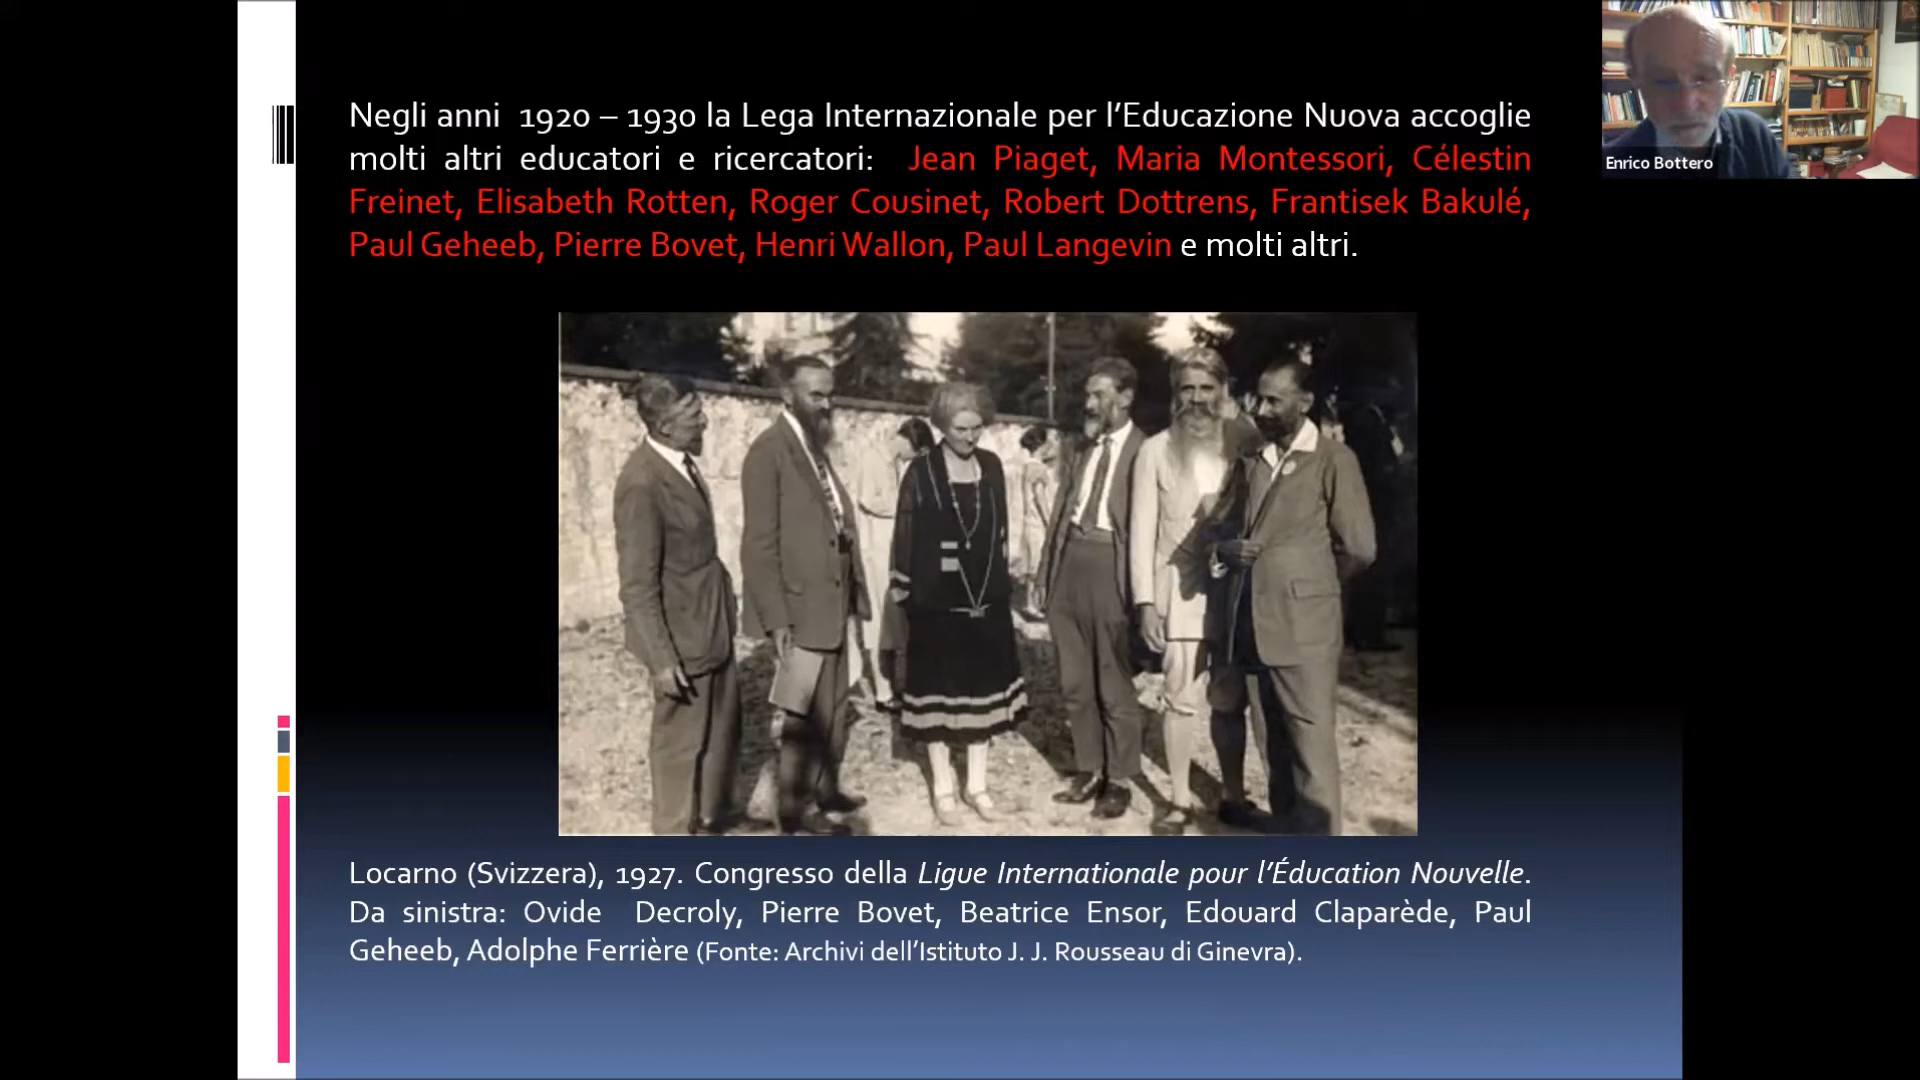 Negli anni 1920 – 1930 la Lega Internazionale per l’Educazione Nuova accoglie
molti altri educatori e ricercatori: Jean Piaget, Maria Montessori, Célestin
Freinet, Elisabeth Rotten, Roger Cousinet, Robert Dottrens, Frantisek Bakulé,
Paul Geheeb, Pierre Bovet, Henri Wallon, Paul Langevin e molti altri.
Enrico Bottero
Locarno (Svizzera), 1927. Congresso della Ligue Internationale pour l’Éducation Nouvelle.
Da sinistra: Ovide Decroly, Pierre Bovet, Beatrice Ensor, Edouard Claparède, Paul
Geheeb, Adolphe Ferrière (Fonte: Archivi dell’Istituto J. J. Rousseau di Ginevra).